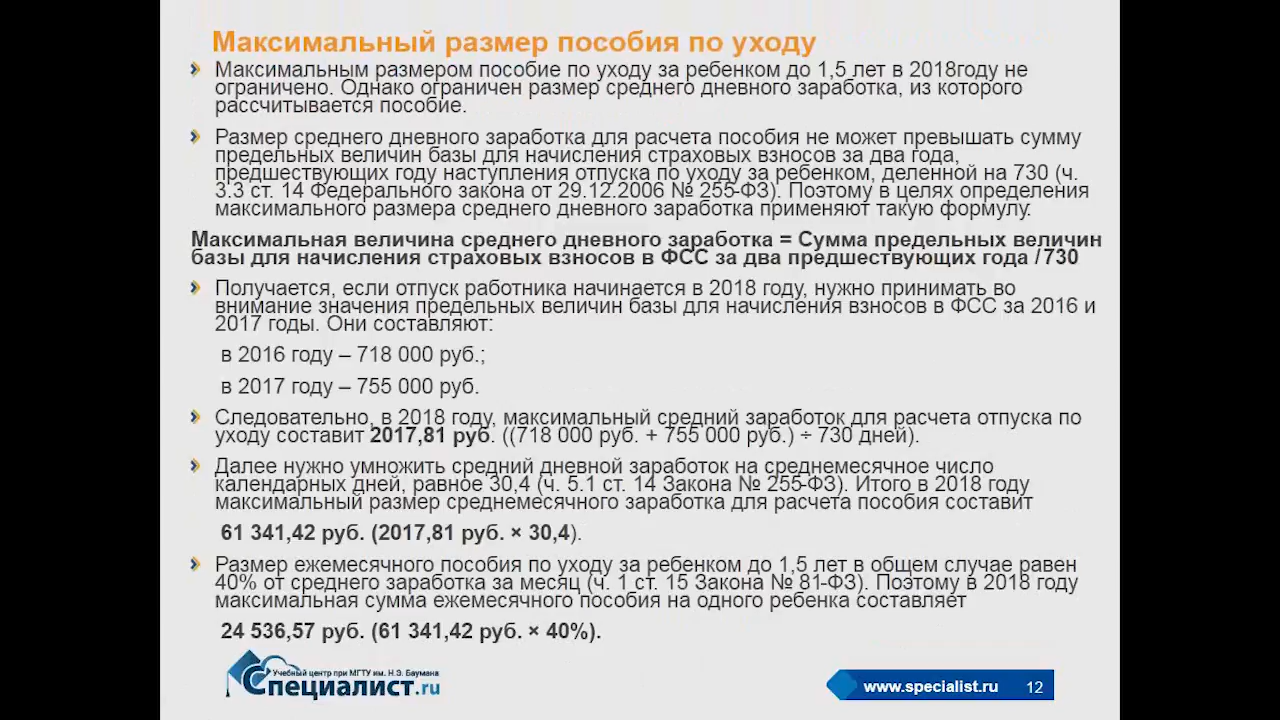 Максимальный размер пособия по уходу
Максимальным размером пособие по уходу за ребенком до 1,5 лет в 2018году не
ограничено. Однако ограничен размер среднего дневного заработка, из которого
рассчитывается пособие.
Размер среднего дневного заработка для расчета пособия не может превышать сумму
предельных величин базы для начисления страховых взносов за два года,
предшествующих году наступления отпуска по уходу за ребенком, деленной на 730 (ч.
3.3 ст. 14 Федерального закона от 29.12.2006 № 255-ФЗ). Поэтому в целях определения
максимального размера среднего дневного заработка применяют такую формулу:
Максимальная величина среднего дневного заработка = Сумма предельных величин
базы для начисления страховых взносов в ФСС за два предшествующих года / 730
Получается, если отпуск работника начинается в 2018 году, нужно принимать во
внимание значения предельных величин базы для начисления взносов в ФСС за 2016 и
2017 годы. Они составляют:
в 2016 году – 718 000 руб.;
в 2017 году – 755 000 руб.
Следовательно, в 2018 году, максимальный средний заработок для расчета отпуска по
уходу составит 2017,81 руб. ((718 000 руб. + 755 000 руб.) ÷ 730 дней).
Далее нужно умножить средний дневной заработок на среднемесячное число
календарных дней, равное 30,4 (ч. 5.1 ст. 14 Закона № 255-ФЗ). Итого в 2018 году
максимальный размер среднемесячного заработка для расчета пособия составит
61 341,42 руб. (2017,81 руб. × 30,4).
Размер ежемесячного пособия по уходу за ребенком до 1,5 лет в общем случае равен
40% от среднего заработка за месяц (ч. 1 ст. 15 Закона № 81-ФЗ). Поэтому в 2018 году
максимальная сумма ежемесячного пособия на одного ребенка составляет
24 536,57 руб. (61 341,42 руб. × 40%).
Учебный центр при МГТУ им. Н.Э. Баумана
Специалист.ru
www.specialist.ru 12